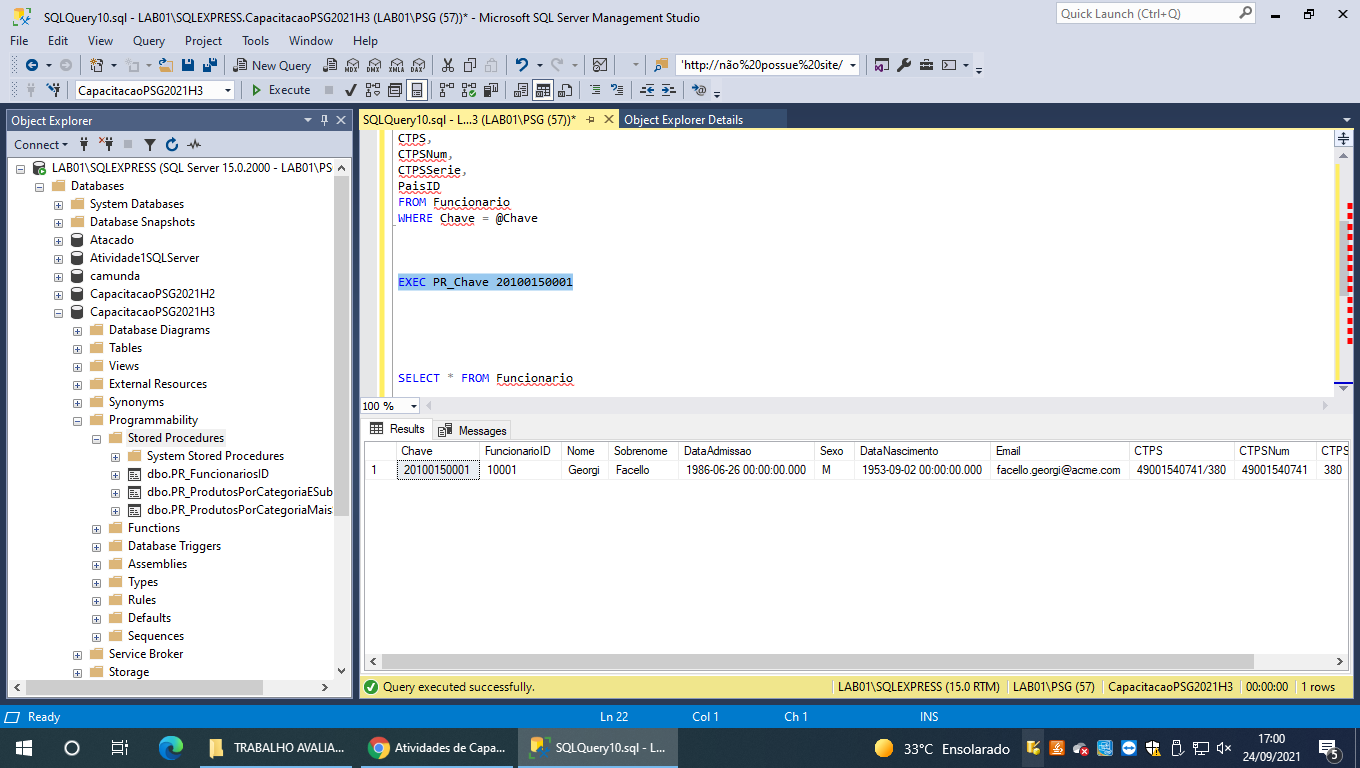 SQLQuery10.sql - LAB01\SQLEXPRESS.CapacitacaoPSG2021H3 (LAB01\PSG (57))* - Microsoft SQL Server Management Studio
Quick Launch (Ctrl+Q)
File Edit View Query Project Tools Window Help
New Query MDX DMX XMLA DAX 'http://não%20possue%20site/
CapacitacaoPSG2021H3 Execute
Object Explorer
SQLQuery10.sql - L...3 (LAB01\PSG (57))* Object Explorer Details
Connect
LAB01\SQLEXPRESS (SQL Server 15.0.2000 - LAB01\PS
Databases
System Databases
Database Snapshots
Atacado
Atividade1SQLServer
camunda
CapacitacaoPSG2021H2
CapacitacaoPSG2021H3
Database Diagrams
Tables
Views
External Resources
Synonyms
Programmability
Stored Procedures
System Stored Procedures
dbo.PR_FuncionariosID
dbo.PR_ProdutosPorCategoriaESub
dbo.PR_ProdutosPorCategoriaMais
Functions
Database Triggers
Assemblies
Types
Rules
Defaults
Sequences
Service Broker
Storage
CTPS,
CTPSNum,
CTPSSerie,
PaisID
FROM Funcionario
WHERE Chave = @Chave
EXEC PR_Chave 20100150001
SELECT * FROM Funcionario
100 %
Results Messages
Chave FuncionarioID Nome Sobrenome DataAdmissao Sexo DataNascimento Email CTPS CTPSNum CTPS
1 20100150001 10001 Georgi Facello 1986-06-26 00:00:00.000 M 1953-09-02 00:00:00.000 facello.georgi@acme.com 49001540741/380 49001540741 380
Query executed successfully. LAB01\SQLEXPRESS (15.0 RTM) LAB01\PSG (57) CapacitacaoPSG2021H3 00:00:00 1 rows
Ready Ln 22 Col 1 Ch 1 INS
TRABALHO AVALIA... Atividades de Capa... SQLQuery10.sql - L... 33°C Ensolarado 17:00
24/09/2021 5